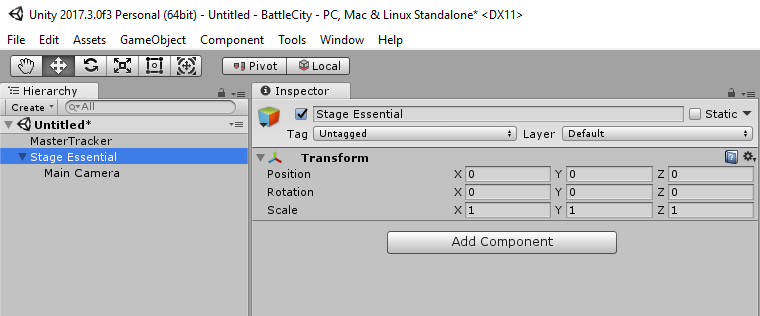 Unity 2017.3.0f3 Personal (64bit) - Untitled - BattleCity - PC, Mac & Linux Standalone* <DX11>
File Edit Assets GameObject Component Tools Window Help
Pivot Local
Hierarchy
Create All
Untitled*
MasterTracker
Stage Essential
Main Camera
Inspector
Stage Essential Static
Tag Untagged Layer Default
Transform
Position X 0 Y 0 Z 0
Rotation X 0 Y 0 Z 0
Scale X 1 Y 1 Z 1
Add Component